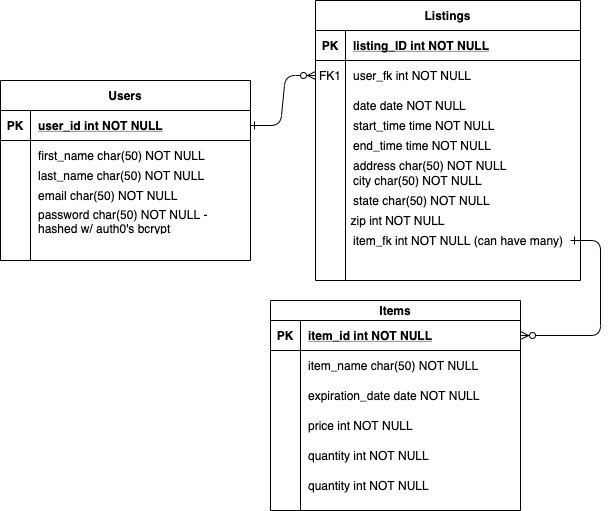 Listings
PK listing_ID int NOT NULL
FK1 user_fk int NOT NULL
date date NOT NULL
start_time time NOT NULL
end_time time NOT NULL
address char(50) NOT NULL
city char(50) NOT NULL
state char(50) NOT NULL
zip int NOT NULL
item_fk int NOT NULL (can have many)
Users
PK user_id int NOT NULL
first_name char(50) NOT NULL
last_name char(50) NOT NULL
email char(50) NOT NULL
password char(50) NOT NULL -
hashed w/ auth0's bcrypt
Items
PK item_id int NOT NULL
item_name char(50) NOT NULL
expiration_date date NOT NULL
price int NOT NULL
quantity int NOT NULL
quantity int NOT NULL